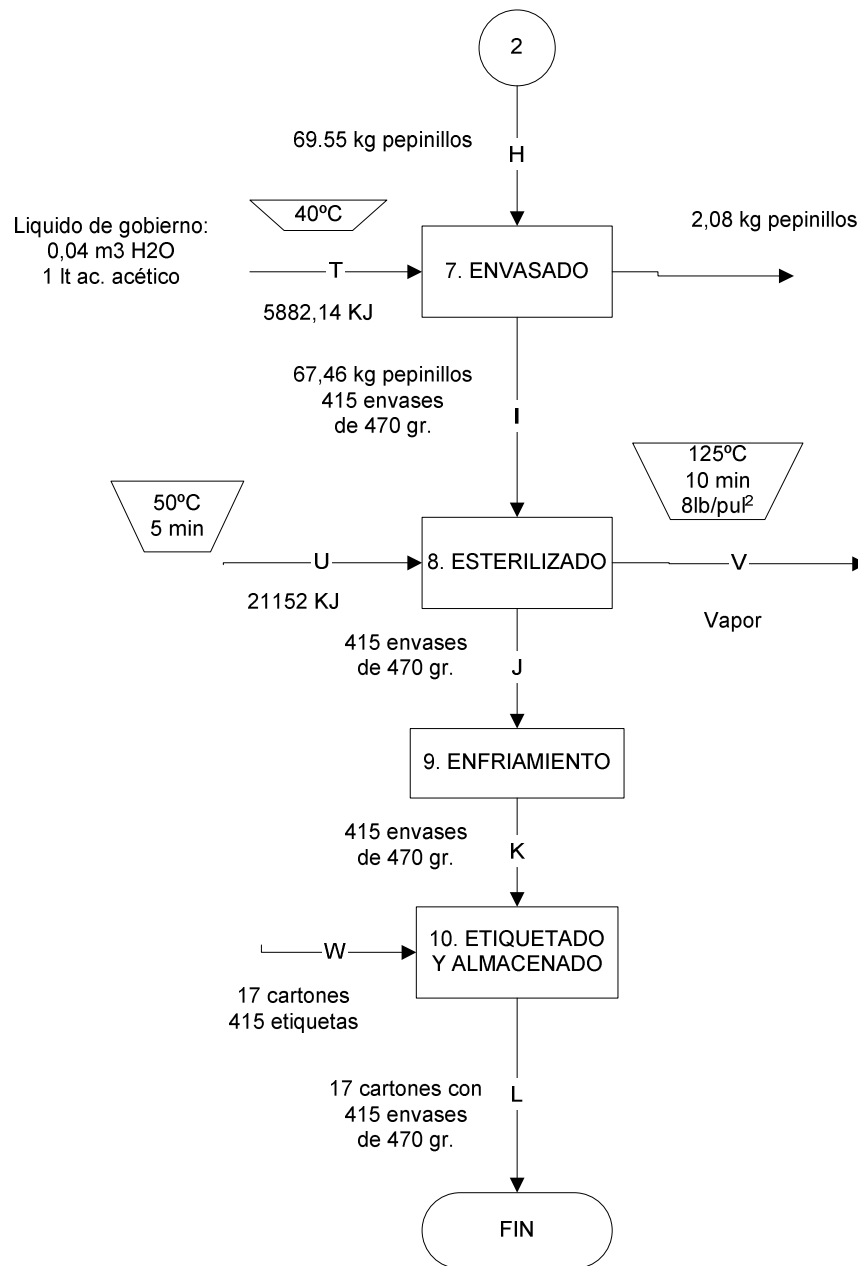 2
69.55 kg pepinillos
H
40ºC
Liquido de gobierno:
0,04 m3 H2O
1 lt ac. acético
2,08 kg pepinillos
T
7. ENVASADO
5882,14 KJ
67,46 kg pepinillos
415 envases
de 470 gr.
I
125ºC
10 min
8lb/pul²
50ºC
5 min
U
8. ESTERILIZADO
V
21152 KJ
Vapor
415 envases
de 470 gr.
J
9. ENFRIAMIENTO
415 envases
de 470 gr.
K
10. ETIQUETADO
Y ALMACENADO
W
17 cartones
415 etiquetas
17 cartones con
415 envases
de 470 gr.
L
FIN